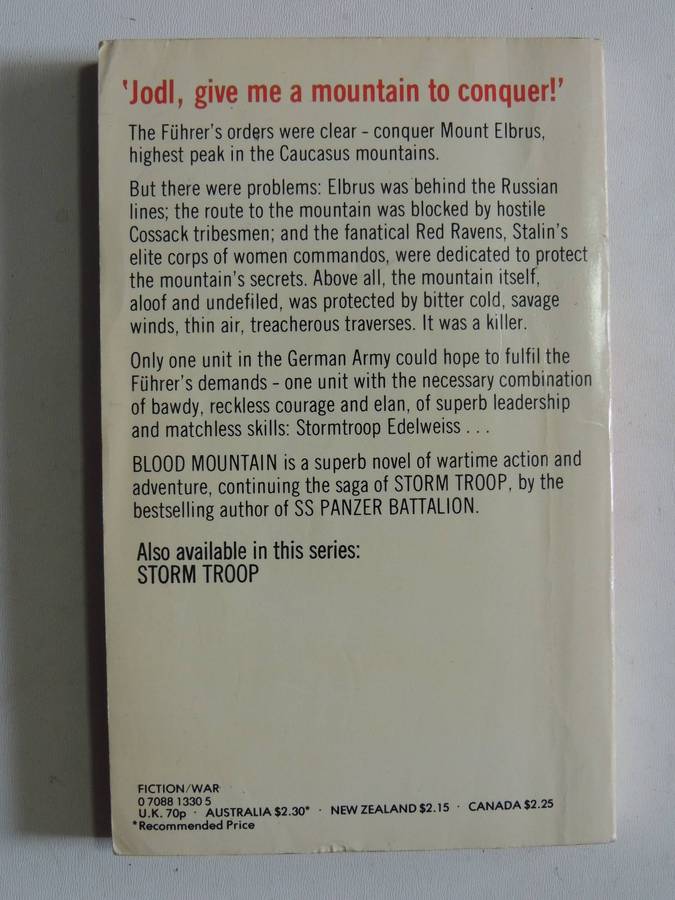 'Jodl, give me a mountain to conquer!'
The Führer's orders were clear - conquer Mount Elbrus,
highest peak in the Caucasus mountains.
But there were problems: Elbrus was behind the Russian
lines; the route to the mountain was blocked by hostile
Cossack tribesmen; and the fanatical Red Ravens, Stalin's
elite corps of women commandos, were dedicated to protect
the mountain's secrets. Above all, the mountain itself,
aloof and undefiled, was protected by bitter cold, savage
winds, thin air, treacherous traverses. It was a killer.
Only one unit in the German Army could hope to fulfil the
Führer's demands - one unit with the necessary combination
of bawdy, reckless courage and elan, of superb leadership
and matchless skills: Stormtroop Edelweiss . . .
BLOOD MOUNTAIN is a superb novel of wartime action and
adventure, continuing the saga of STORM TROOP, by the
bestselling author of SS PANZER BATTALION.
Also available in this series:
STORM TROOP
FICTION/WAR
0 7088 1330 5
U.K. 70p · AUSTRALIA $2.30* · NEW ZEALAND $2.15 · CANADA $2.25
*Recommended Price